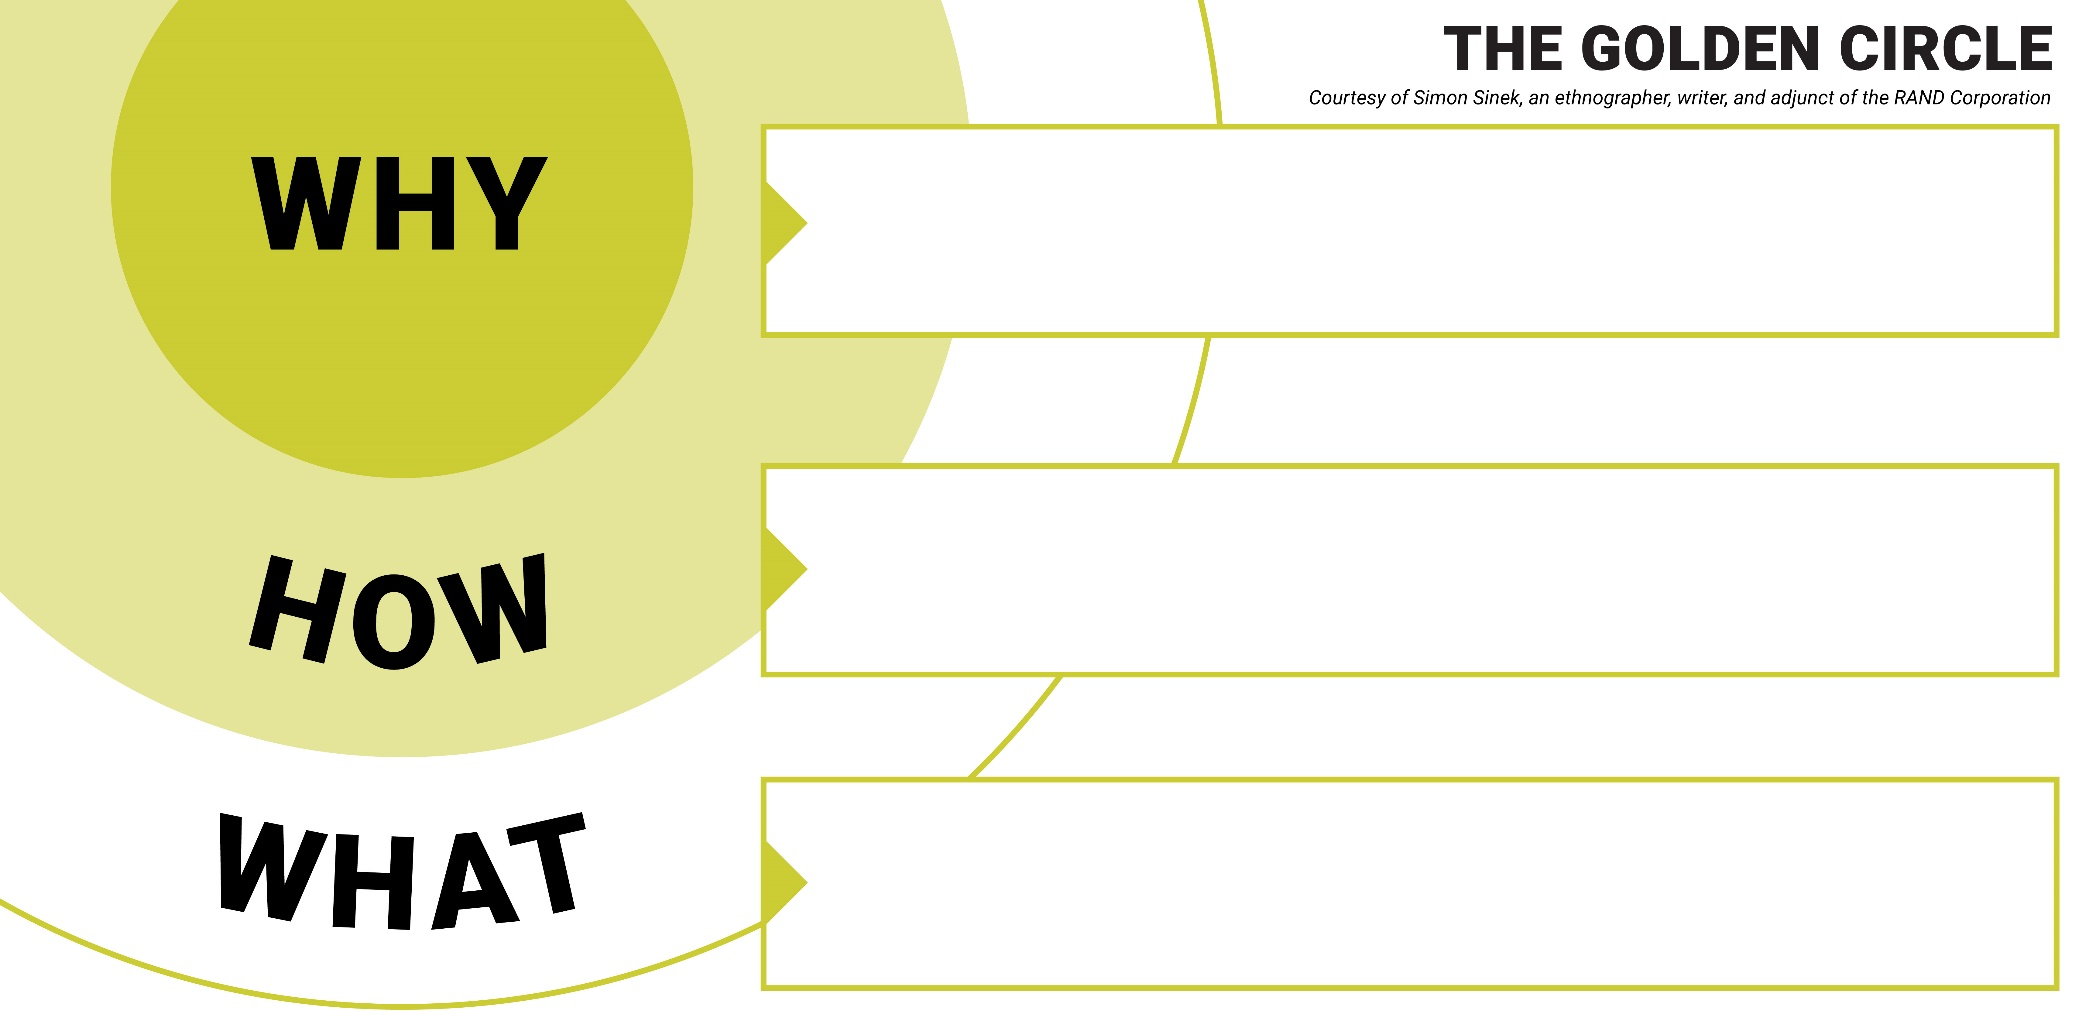 THE GOLDEN CIRCLE
Courtesy of Simon Sinek, an ethnographer, writer, and adjunct of the RAND Corporation
WHY
HOW
WHAT